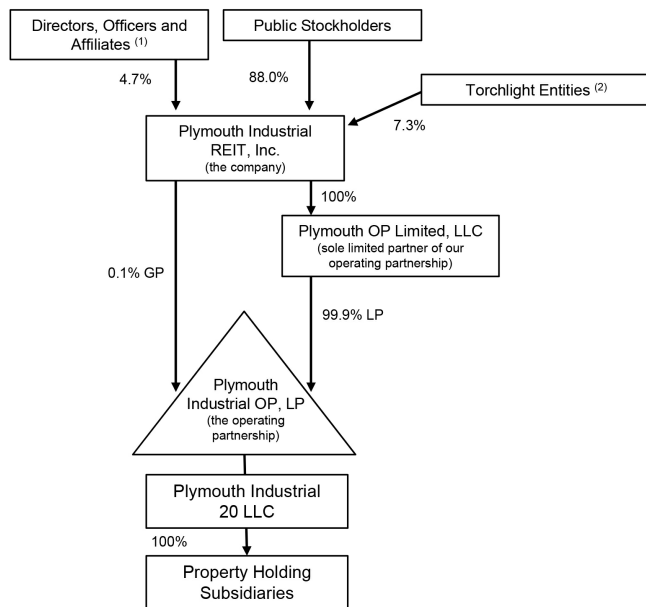 Directors, Officers and
Affiliates (1)
Public Stockholders
4.7%
88.0%
Torchlight Entities (2)
7.3%
Plymouth Industrial
REIT, Inc.
(the company)
100%
Plymouth OP Limited, LLC
(sole limited partner of our
operating partnership)
0.1% GP
99.9% LP
Plymouth
Industrial OP, LP
(the operating
partnership)
Plymouth Industrial
20 LLC
100%
Property Holding
Subsidiaries